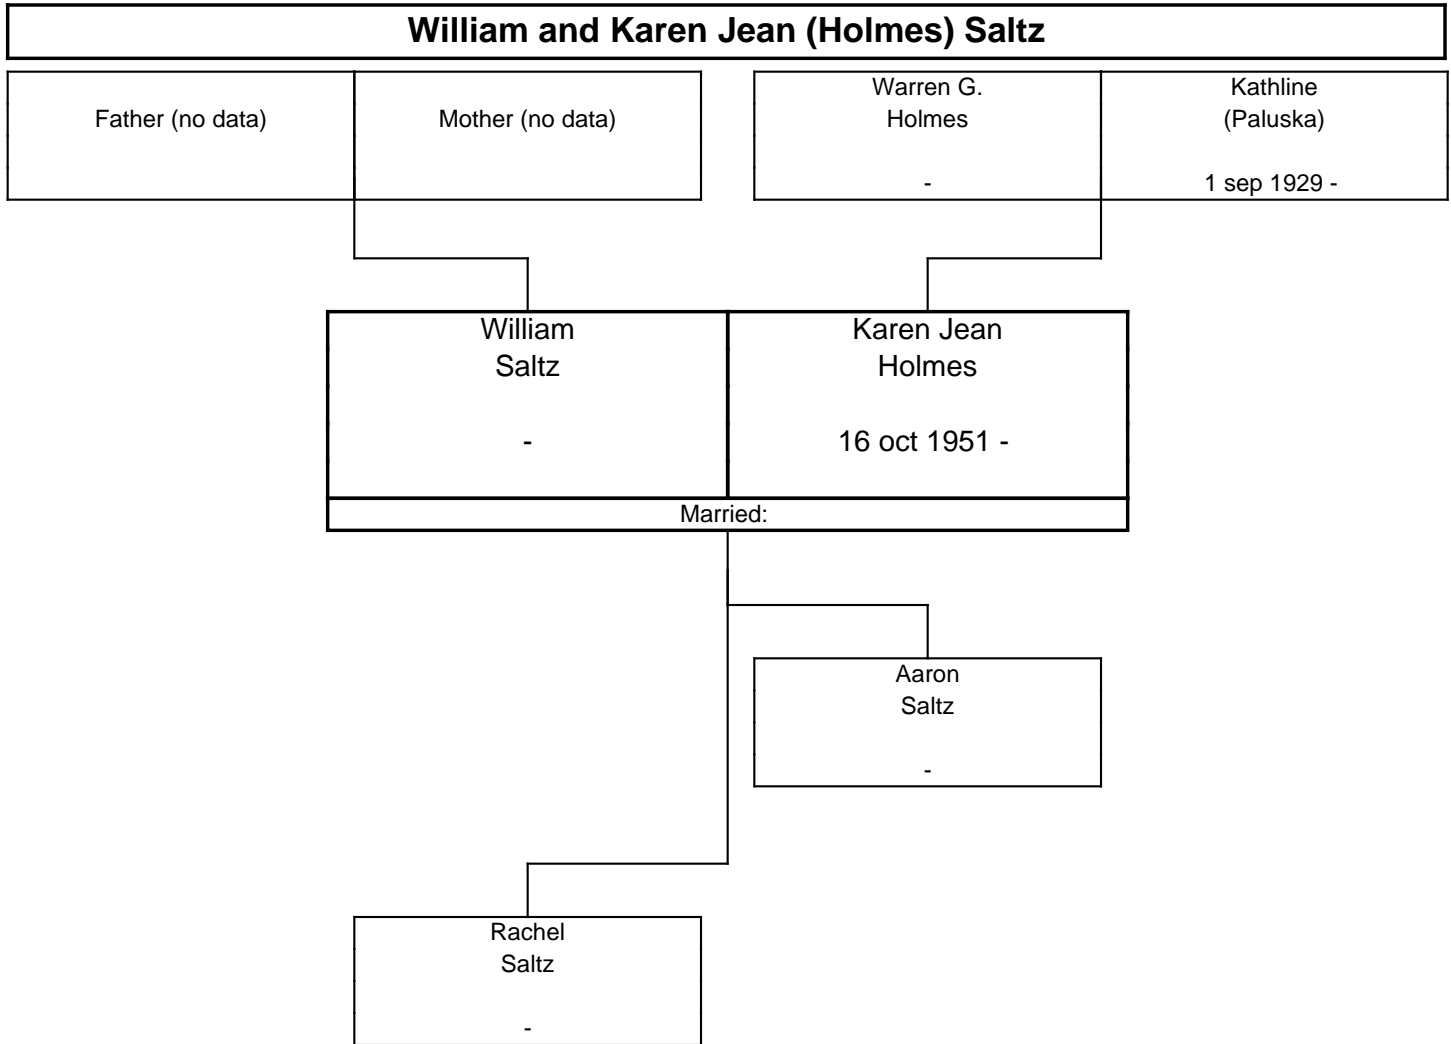 William and Karen Jean (Holmes) Saltz
Father (no data)
Mother (no data)
Warren G.
Holmes
-
Kathline
(Paluska)
1 sep 1929 -
William
Saltz
-
Karen Jean
Holmes
16 oct 1951 -
Married:
Aaron
Saltz
-
Rachel
Saltz
-